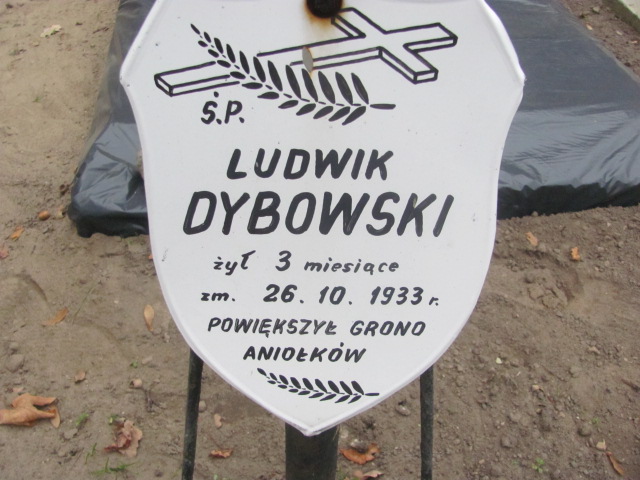 Ś.P.
LUDWIK
DYBOWSKI
żył 3 miesiące
zm. 26.10.1933 r.
POWIĘKSZYŁ GRONO
ANIOŁKÓW